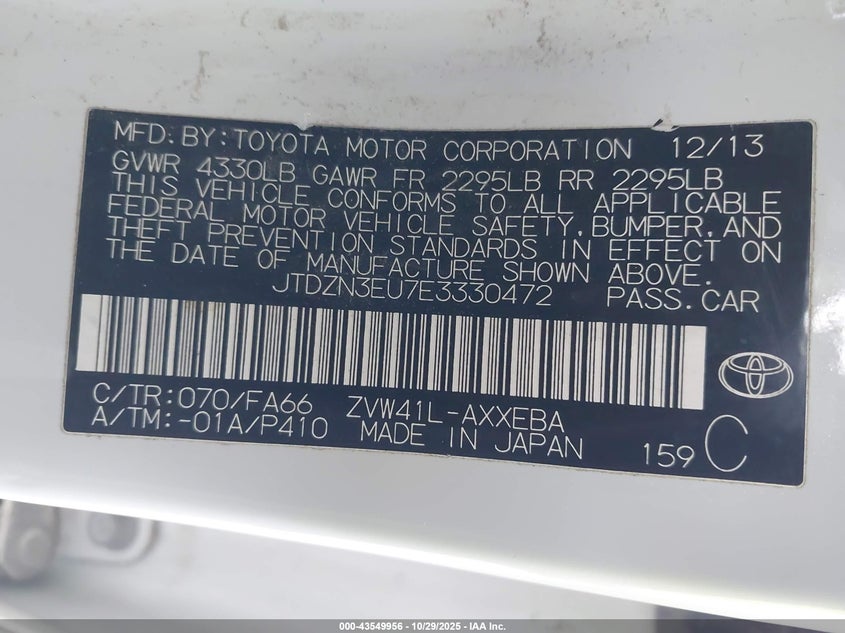 MFD. BY: TOYOTA MOTOR CORPORATION 12/13
GVWR 4330LB GAWR FR 2295LB RR 2295LB
THIS VEHICLE CONFORMS TO ALL APPLICABLE
FEDERAL MOTOR VEHICLE SAFETY, BUMPER, AND
THEFT PREVENTION STANDARDS IN EFFECT ON
THE DATE OF MANUFACTURE SHOWN ABOVE.
JTDZN3EU7E3330472 PASS. CAR
C/TR: 070/FA66 ZVW41L-AXXEBA
A/TM: -01A/P410 MADE IN JAPAN 159 C
000-43549956 - 10/29/2025 - IAA Inc.